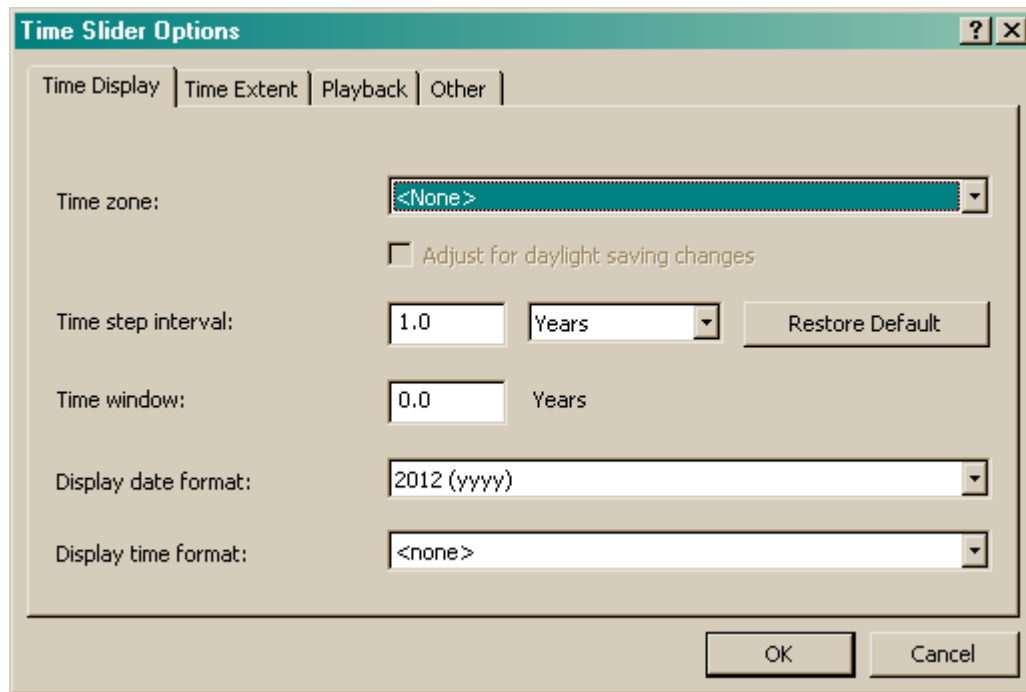 Time Slider Options
Time Display Time Extent Playback Other
Time zone: <None>
Adjust for daylight saving changes
Time step interval: 1.0 Years Restore Default
Time window: 0.0 Years
Display date format: 2012 (yyyy)
Display time format: <none>
OK Cancel